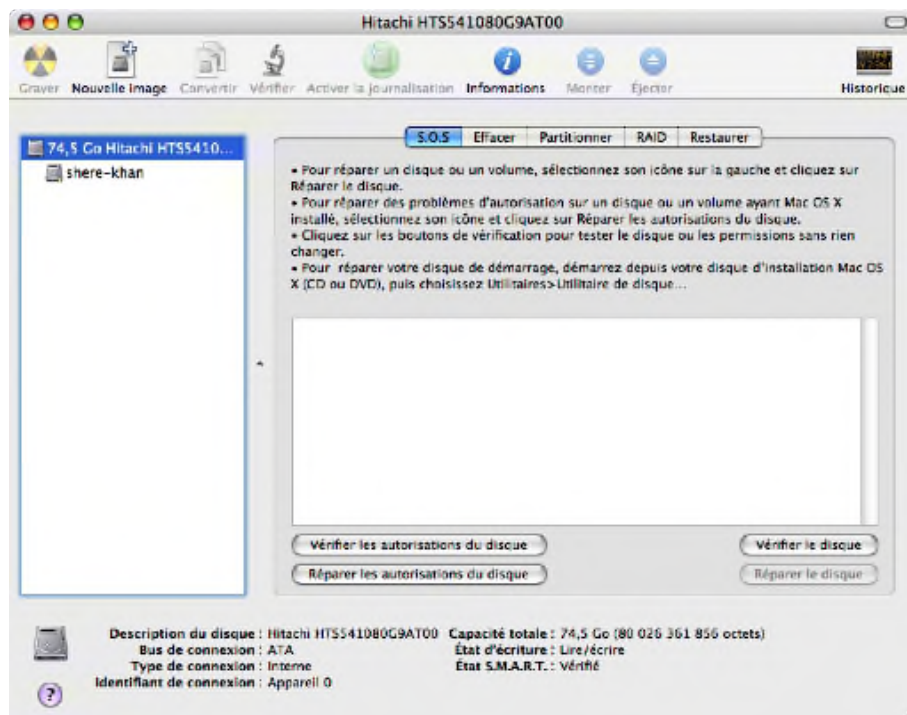 Hitachi HTS541080G9AT00
Graver Nouvelle image Convertir Vérifier Activer la journalisation Informations Monter Éjecter Historique
74,5 Go Hitachi HTS5410...
shere-khan
S.O.S Effacer Partitionner RAID Restaurer
• Pour réparer un disque ou un volume, sélectionnez son icône sur la gauche et cliquez sur
Réparer le disque.
• Pour réparer des problèmes d'autorisation sur un disque ou un volume ayant Mac OS X
installé, sélectionnez son icône et cliquez sur Réparer les autorisations du disque.
• Cliquez sur les boutons de vérification pour tester le disque ou les permissions sans rien
changer.
• Pour réparer votre disque de démarrage, démarrez depuis votre disque d'installation Mac OS
X (CD ou DVD), puis choisissez Utilitaires>Utilitaire de disque...
Vérifier les autorisations du disque
Vérifier le disque
Réparer les autorisations du disque
Réparer le disque
Description du disque : Hitachi HTS541080G9AT00 Capacité totale : 74,5 Go (80 026 361 856 octets)
Bus de connexion : ATA État d'écriture : Lire/écrire
Type de connexion : Interne État S.M.A.R.T. : Vérifié
Identifiant de connexion : Appareil 0
?